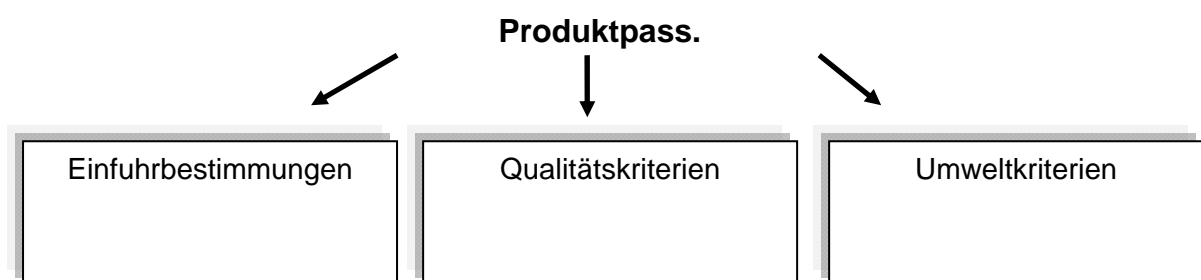 Produktpass.
Einfuhrbestimmungen
Qualitätskriterien
Umweltkriterien